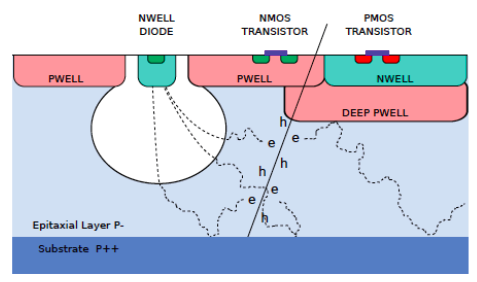 NWELL
DIODE
NMOS
TRANSISTOR
PMOS
TRANSISTOR
PWELL
PWELL
NWELL
DEEP PWELL
h
e
e
h
h
e
e
h
Epitaxial Layer P-
Substrate P++